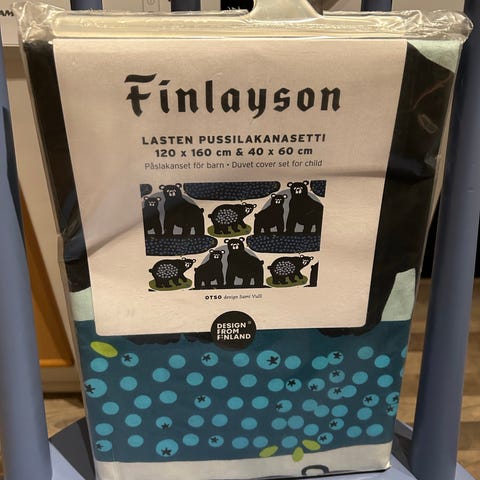 Finlayson
LASTEN PUSSILAKANASETTI
120 x 160 cm & 40 x 60 cm
Påslakanset för barn • Duvet cover set for child
OTSO design Sami Vulli
DESIGN
FROM
FINLAND